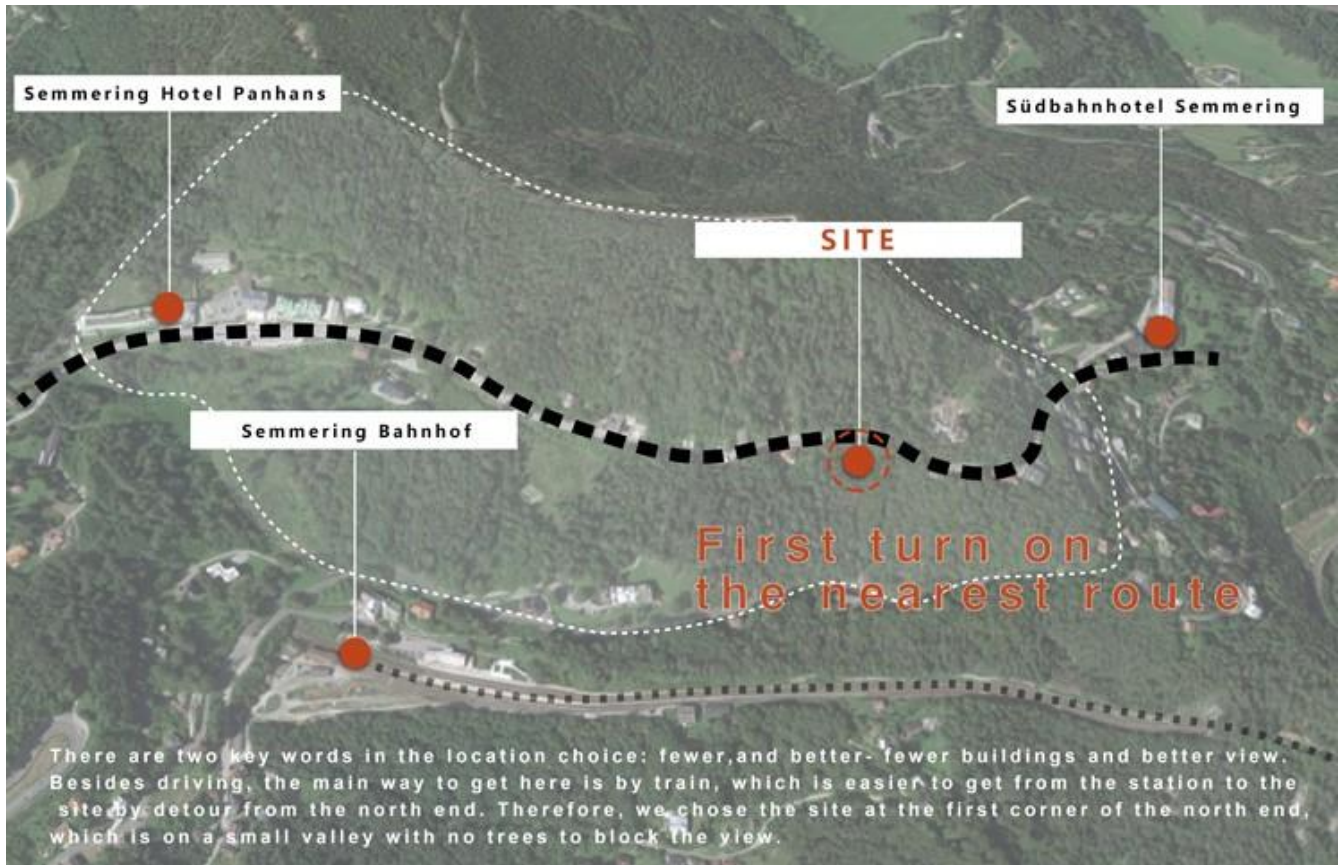 Semmering Hotel Panhans
Südbahnhotel Semmering
SITE
Semmering Bahnhof
First turn on
the nearest route
There are two key words in the location choice: fewer,and better- fewer buildings and better view.
Besides driving, the main way to get here is by train, which is easier to get from the station to the
site by detour from the north end. Therefore, we chose the site at the first corner of the north end,
which is on a small valley with no trees to block the view.